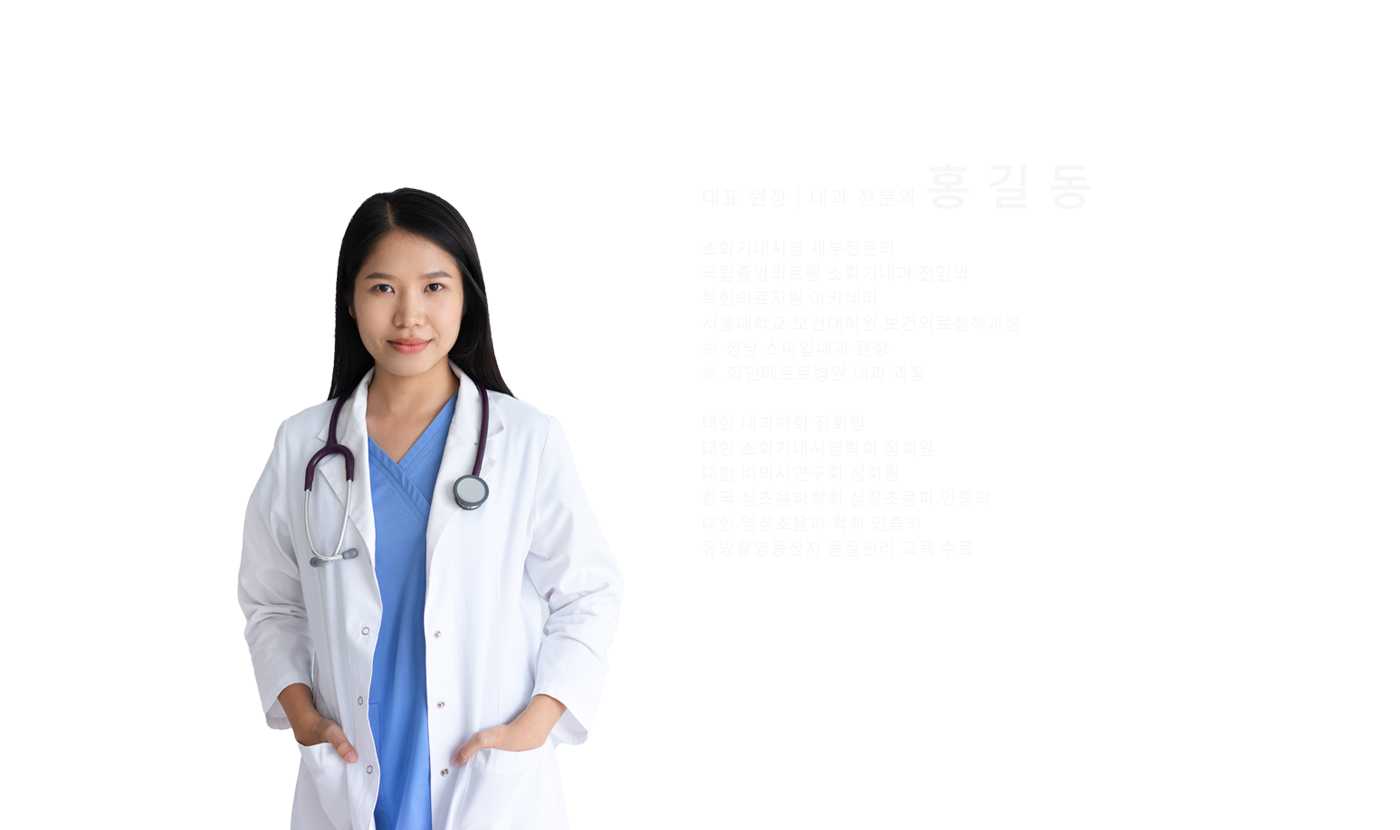 대표 원장 | 내과 전문의 홍 길 동
소화기내시경 세부전문의
국립중앙의료원 소화기내과 전임의
북한의료지원 아카데미
서울대학교 보건대학원 보건의료정책과정
前 성남 스마일내과 원장
前 화인메트로병원 내과 과장
대한 내과학회 정회원
대한 소화기내시경학회 정회원
대한 비의사연구회 정회원
한국 심초음파학회 심장초음파 인증의
대한 임상초음파 학회 인증의
유방촬영용장치 품질관리 교육 수료